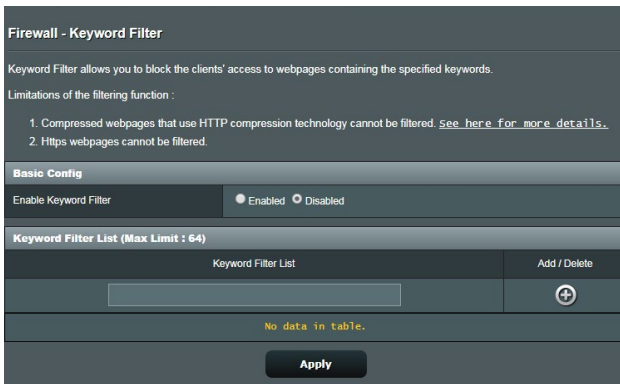 Firewall - Keyword Filter
Keyword Filter allows you to block the clients' access to webpages containing the specified keywords.
Limitations of the filtering function :
1. Compressed webpages that use HTTP compression technology cannot be filtered. See here for more details.
2. Https webpages cannot be filtered.
Basic Config
Enable Keyword Filter Enabled Disabled
Keyword Filter List (Max Limit : 64)
Keyword Filter List Add / Delete
No data in table.
Apply